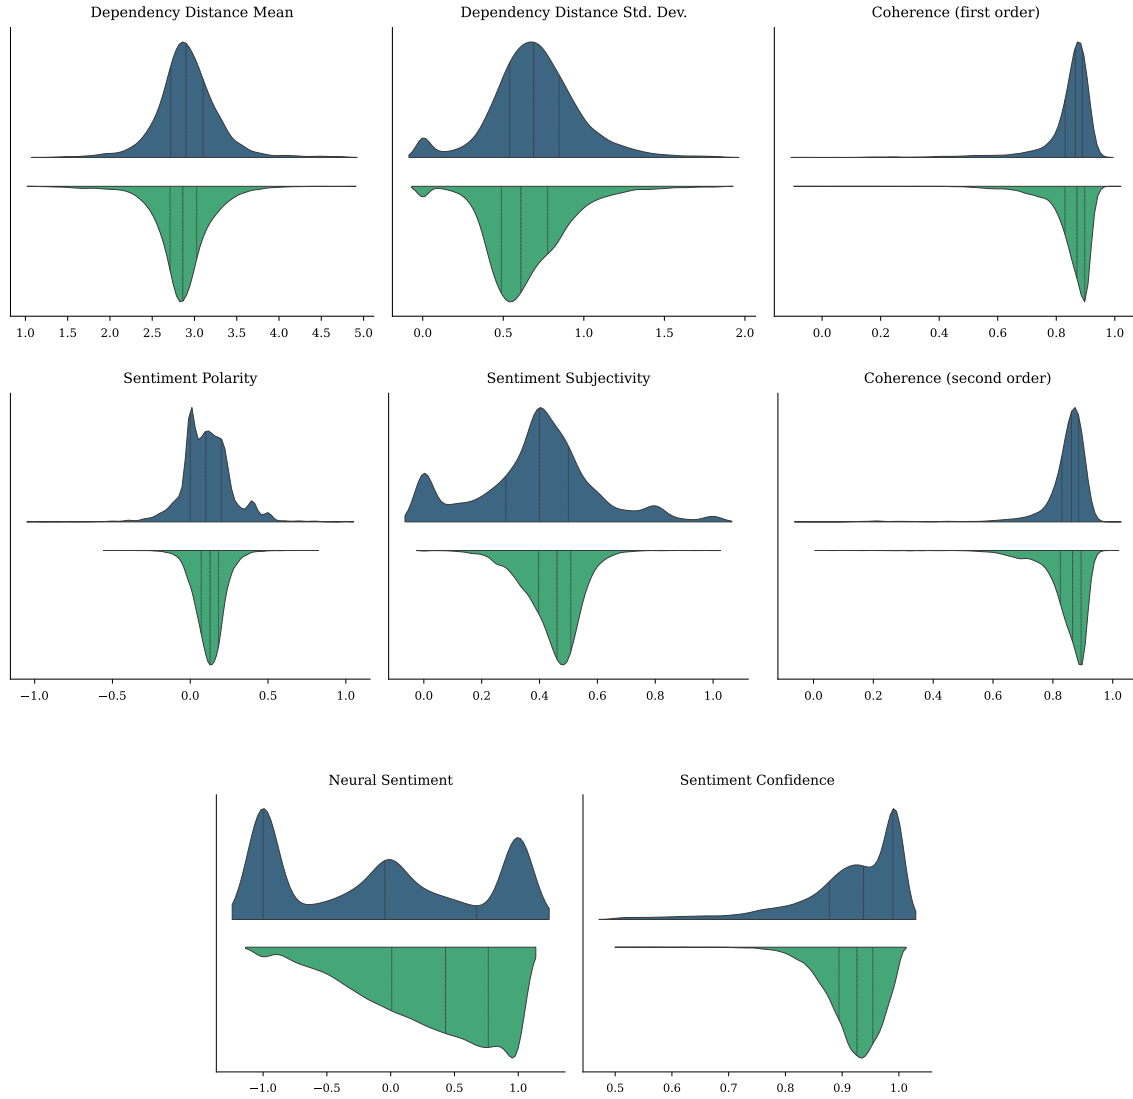 Dependency Distance Mean
Dependency Distance Std. Dev.
Coherence (first order)
1.0 1.5 2.0 2.5 3.0 3.5 4.0 4.5 5.0
0.0 0.5 1.0 1.5 2.0
0.0 0.2 0.4 0.6 0.8 1.0
Sentiment Polarity
Sentiment Subjectivity
Coherence (second order)
−1.0 −0.5 0.0 0.5 1.0
0.0 0.2 0.4 0.6 0.8 1.0
0.0 0.2 0.4 0.6 0.8 1.0
Neural Sentiment
Sentiment Confidence
−1.0 −0.5 0.0 0.5 1.0
0.5 0.6 0.7 0.8 0.9 1.0